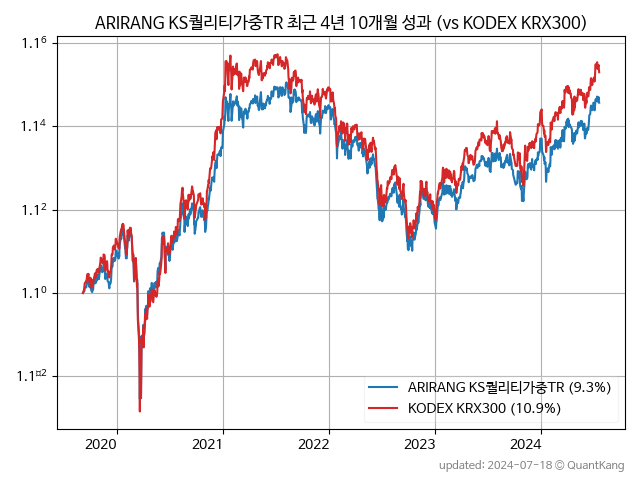 ARIRANG KS퀄리티가중TR 최근 4년 10개월 성과 (vs KODEX KRX300)
1.1⁶
1.1⁴
1.1²
1.1⁰
1.1¤²
ARIRANG KS퀄리티가중TR (9.3%)
KODEX KRX300 (10.9%)
2020 2021 2022 2023 2024
updated: 2024-07-18 © QuantKang